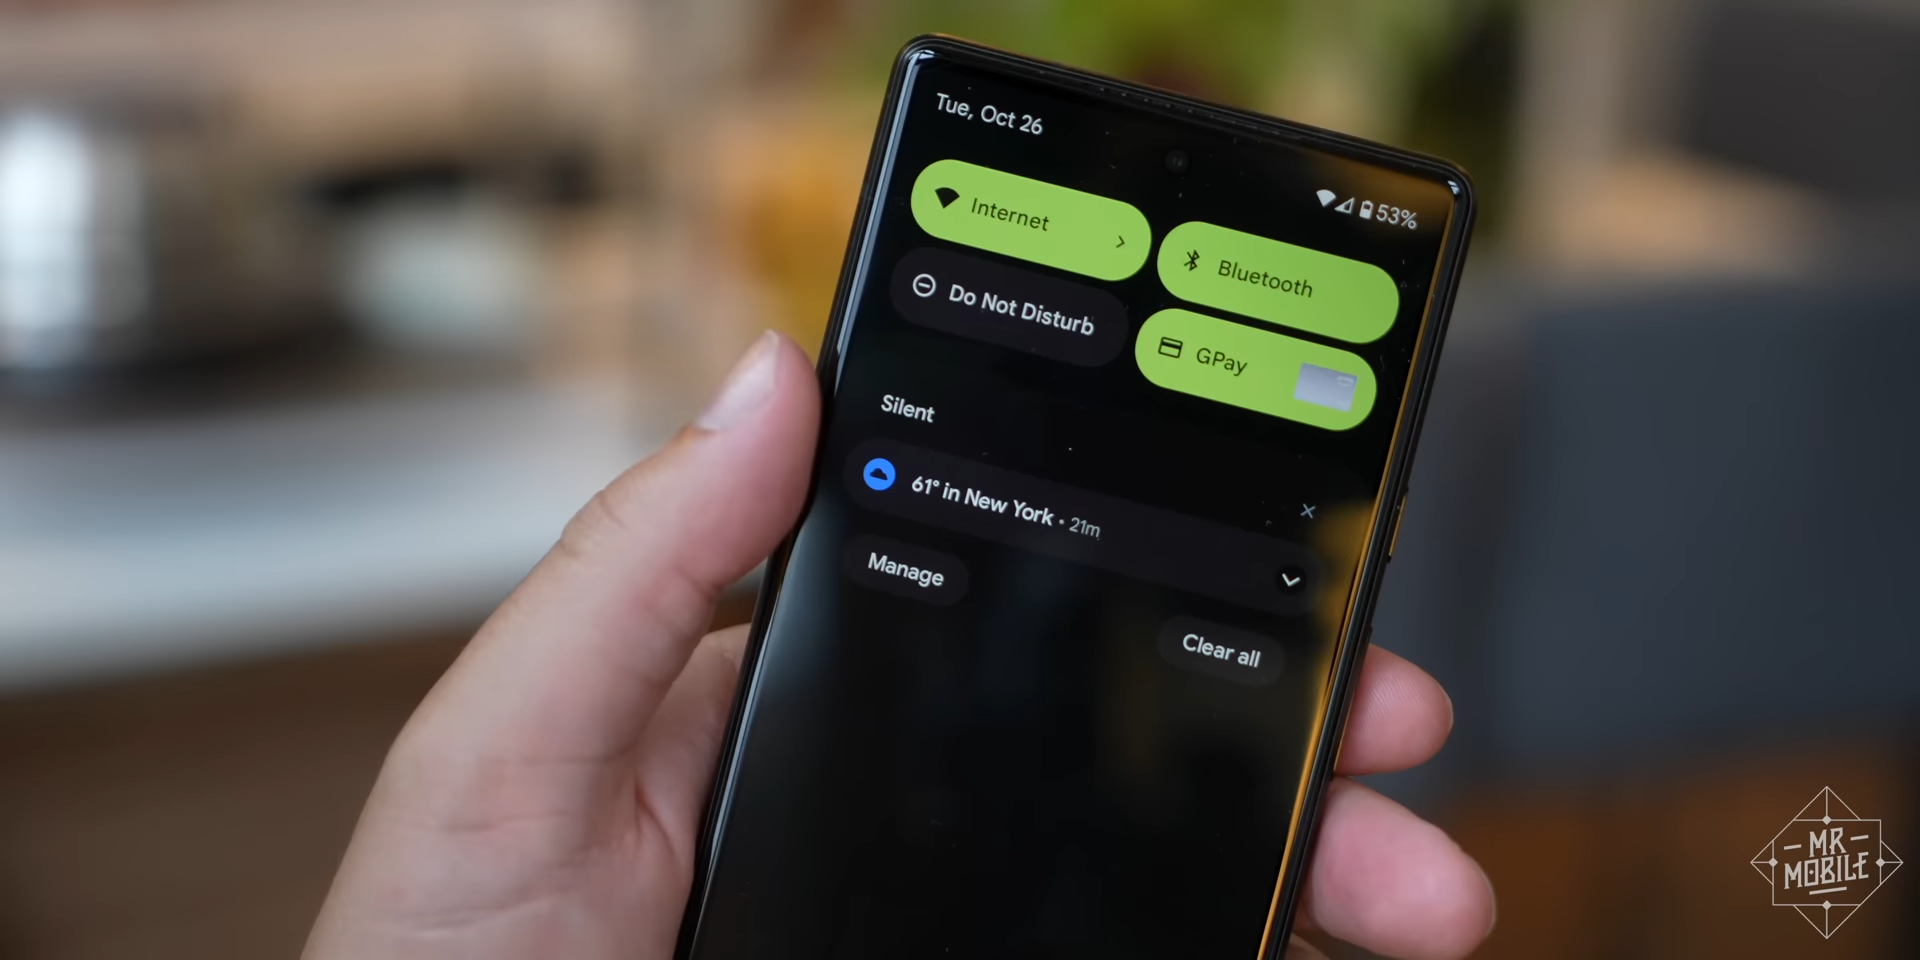 Tue, Oct 26
53%
Internet
Bluetooth
Do Not Disturb
GPay
Silent
61° in New York • 21m
Manage
Clear all
MR
MOBILE